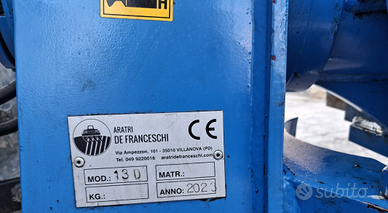 ARATRI
DE FRANCESCHI
CE
Via Ampezzon, 101 - 35010 VILLANOVA (PD)
Tel. 049 9220018 aratridefranceschi.com
MOD.: 130 MATR.:
KG.: ANNO: 2023
subito